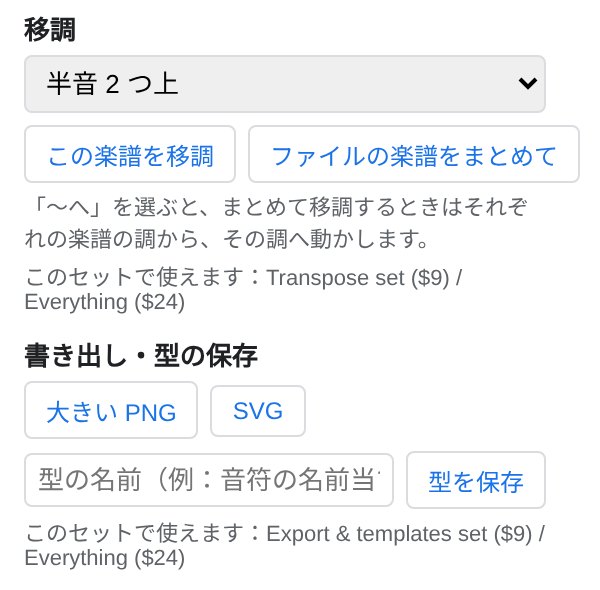 移調
半音 2 つ上
この楽譜を移調
ファイルの楽譜をまとめて
「〜へ」を選ぶと、まとめて移調するときはそれぞ
れの楽譜の調から、その調へ動かします。
このセットで使えます：Transpose set ($9) /
Everything ($24)
書き出し・型の保存
大きい PNG
SVG
型の名前（例：音符の名前当
型を保存
このセットで使えます：Export & templates set ($9) /
Everything ($24)